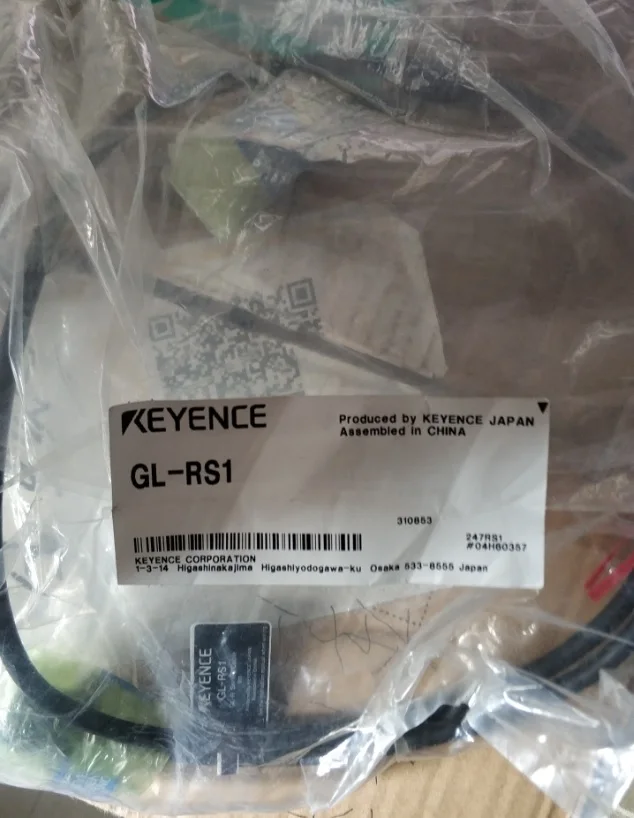 KEYENCE
Produced by KEYENCE JAPAN
Assembled in CHINA
GL-RS1
310853
247RS1
#04H60357
KEYENCE CORPORATION
1-3-14 Higashinakajima Higashiyodogawa-ku Osaka 533-8555 Japan
KEYENCE
GL-RS1